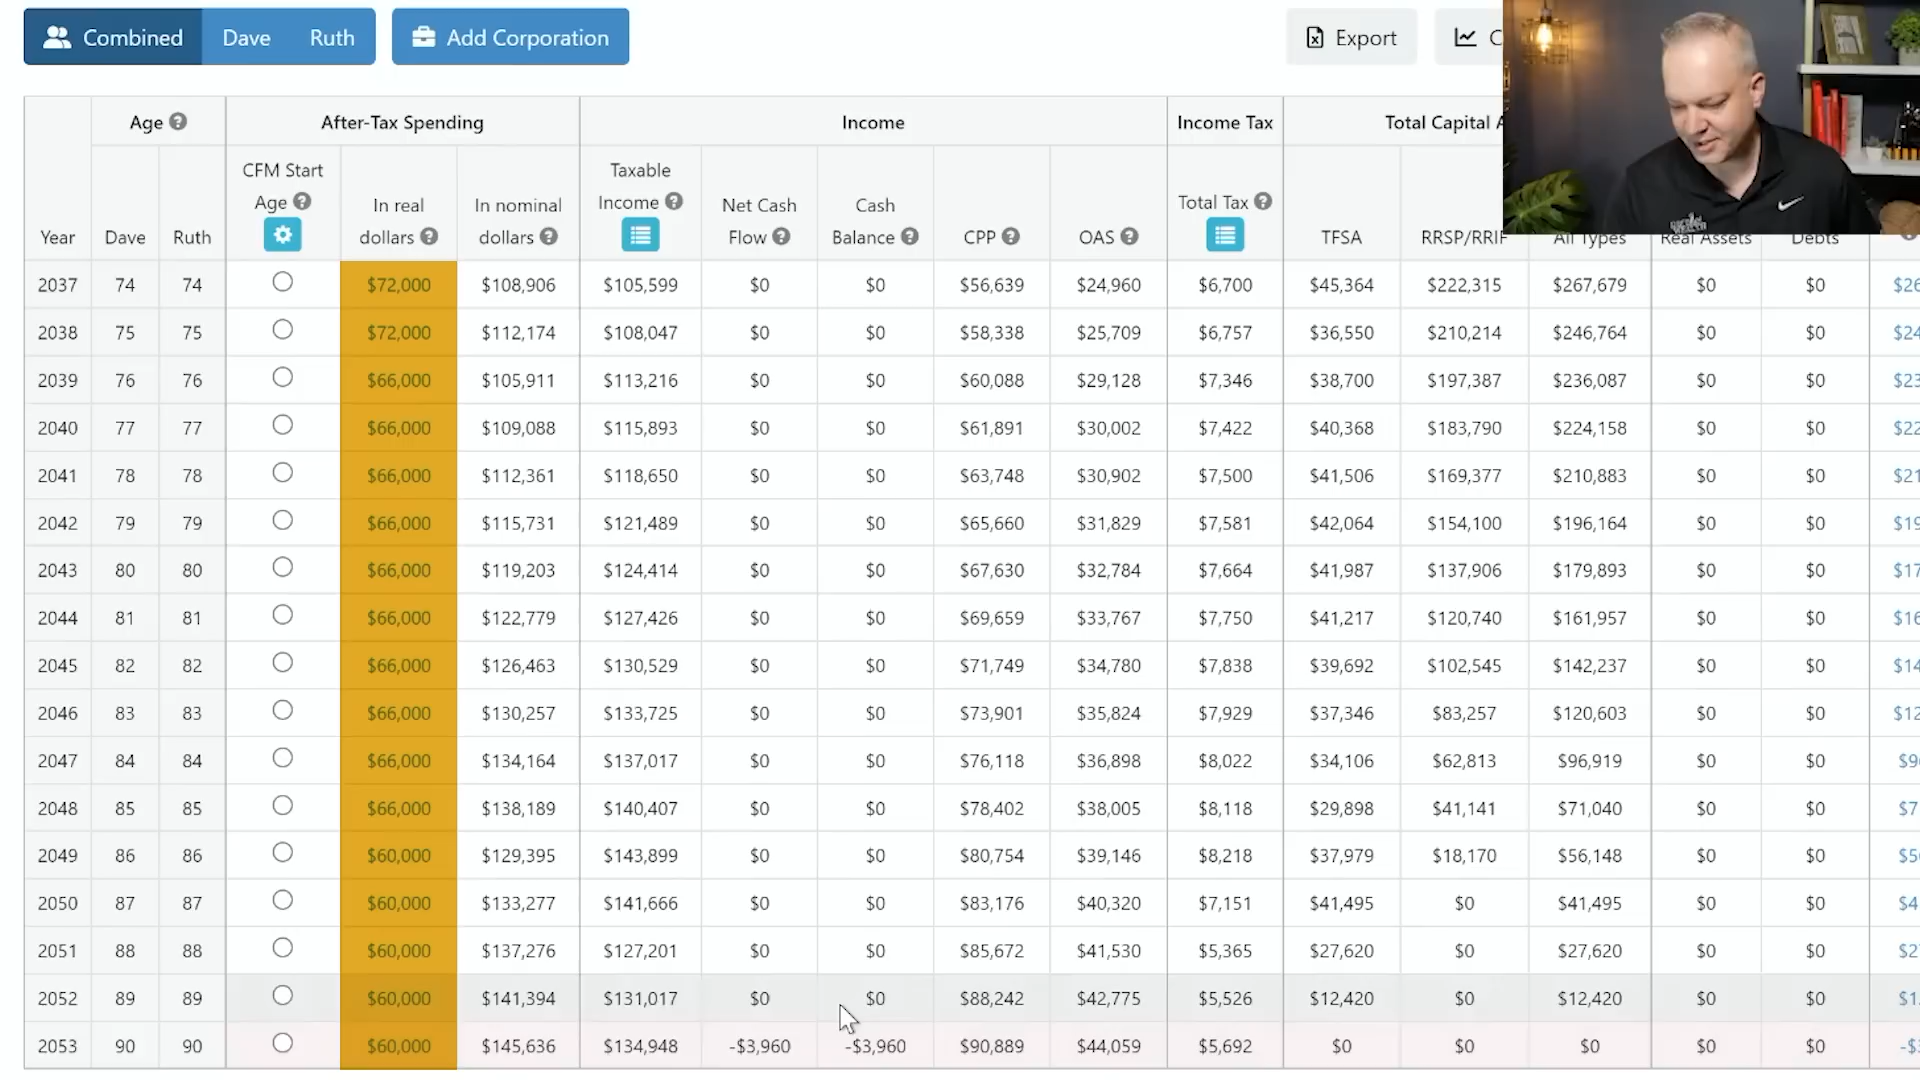 Combined Dave Ruth Add Corporation Export
Age After-Tax Spending Income Income Tax Total Capital
Year Dave Ruth CFM Start Age In real dollars In nominal dollars Taxable Income Net Cash Flow Cash Balance CPP OAS Total Tax TFSA RRSP/RRIF All Types Real Assets Debts
2037 74 74 $72,000 $108,906 $105,599 $0 $0 $56,639 $24,960 $6,700 $45,364 $222,315 $267,679 $0 $0 $26
2038 75 75 $72,000 $112,174 $108,047 $0 $0 $58,338 $25,709 $6,757 $36,550 $210,214 $246,764 $0 $0 $24
2039 76 76 $66,000 $105,911 $113,216 $0 $0 $60,088 $29,128 $7,346 $38,700 $197,387 $236,087 $0 $0 $23
2040 77 77 $66,000 $109,088 $115,893 $0 $0 $61,891 $30,002 $7,422 $40,368 $183,790 $224,158 $0 $0 $22
2041 78 78 $66,000 $112,361 $118,650 $0 $0 $63,748 $30,902 $7,500 $41,506 $169,377 $210,883 $0 $0 $21
2042 79 79 $66,000 $115,731 $121,489 $0 $0 $65,660 $31,829 $7,581 $42,064 $154,100 $196,164 $0 $0 $19
2043 80 80 $66,000 $119,203 $124,414 $0 $0 $67,630 $32,784 $7,664 $41,987 $137,906 $179,893 $0 $0 $17
2044 81 81 $66,000 $122,779 $127,426 $0 $0 $69,659 $33,767 $7,750 $41,217 $120,740 $161,957 $0 $0 $16
2045 82 82 $66,000 $126,463 $130,529 $0 $0 $71,749 $34,780 $7,838 $39,692 $102,545 $142,237 $0 $0 $14
2046 83 83 $66,000 $130,257 $133,725 $0 $0 $73,901 $35,824 $7,929 $37,346 $83,257 $120,603 $0 $0 $12
2047 84 84 $66,000 $134,164 $137,017 $0 $0 $76,118 $36,898 $8,022 $34,106 $62,813 $96,919 $0 $0 $9
2048 85 85 $66,000 $138,189 $140,407 $0 $0 $78,402 $38,005 $8,118 $29,898 $41,141 $71,040 $0 $0 $7
2049 86 86 $60,000 $129,395 $143,899 $0 $0 $80,754 $39,146 $8,218 $37,979 $18,170 $56,148 $0 $0 $5
2050 87 87 $60,000 $133,277 $141,666 $0 $0 $83,176 $40,320 $7,151 $41,495 $0 $41,495 $0 $0 $4
2051 88 88 $60,000 $137,276 $127,201 $0 $0 $85,672 $41,530 $5,365 $27,620 $0 $27,620 $0 $0 $2
2052 89 89 $60,000 $141,394 $131,017 $0 $0 $88,242 $42,775 $5,526 $12,420 $0 $12,420 $0 $0 $1
2053 90 90 $60,000 $145,636 $134,948 -$3,960 -$3,960 $90,889 $44,059 $5,692 $0 $0 $0 $0 $0 -$